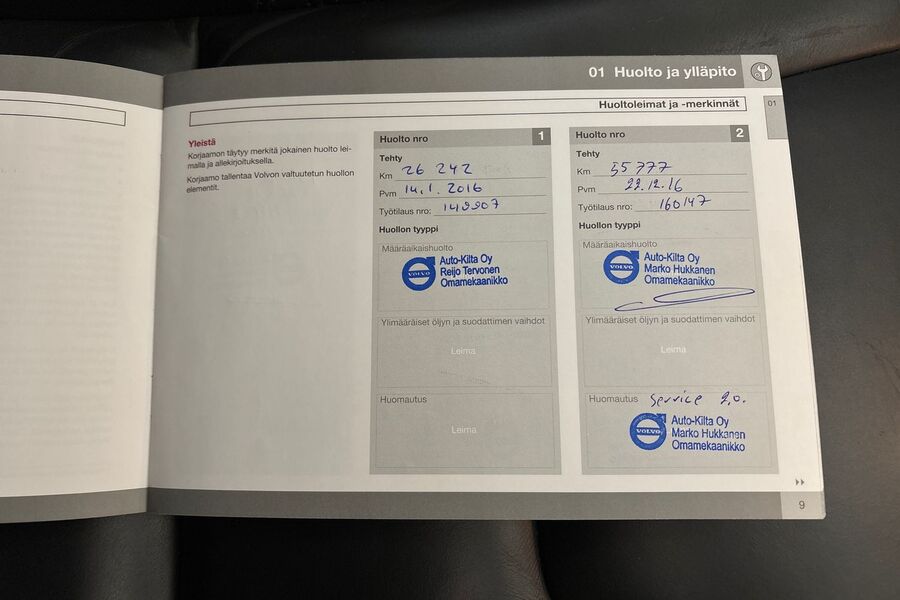 01 Huolto ja ylläpito
Huoltoleimat ja -merkinnät
01
Yleistä
Korjaamon täytyy merkitä jokainen huolto lei-
malla ja allekirjoituksella.
Korjaamo tallentaa Volvon valtuutetun huollon
elementit.
Huolto nro 1
Tehty
Km 26 242
Pvm 14.1.2016
Työtilaus nro: 149907
Huollon tyyppi
Määräaikaishuolto
VOLVO
Auto-Kilta Oy
Reijo Tervonen
Omamekaanikko
Ylimääräiset öljyn ja suodattimen vaihdot
Leima
Huomautus
Leima
Huolto nro 2
Tehty
Km 55 777
Pvm 22.12.16
Työtilaus nro: 160147
Huollon tyyppi
Määräaikaishuolto
VOLVO
Auto-Kilta Oy
Marko Hukkanen
Omamekaanikko
Ylimääräiset öljyn ja suodattimen vaihdot
Leima
Huomautus Service 2.0.
VOLVO
Auto-Kilta Oy
Marko Hukkanen
Omamekaanikko
9